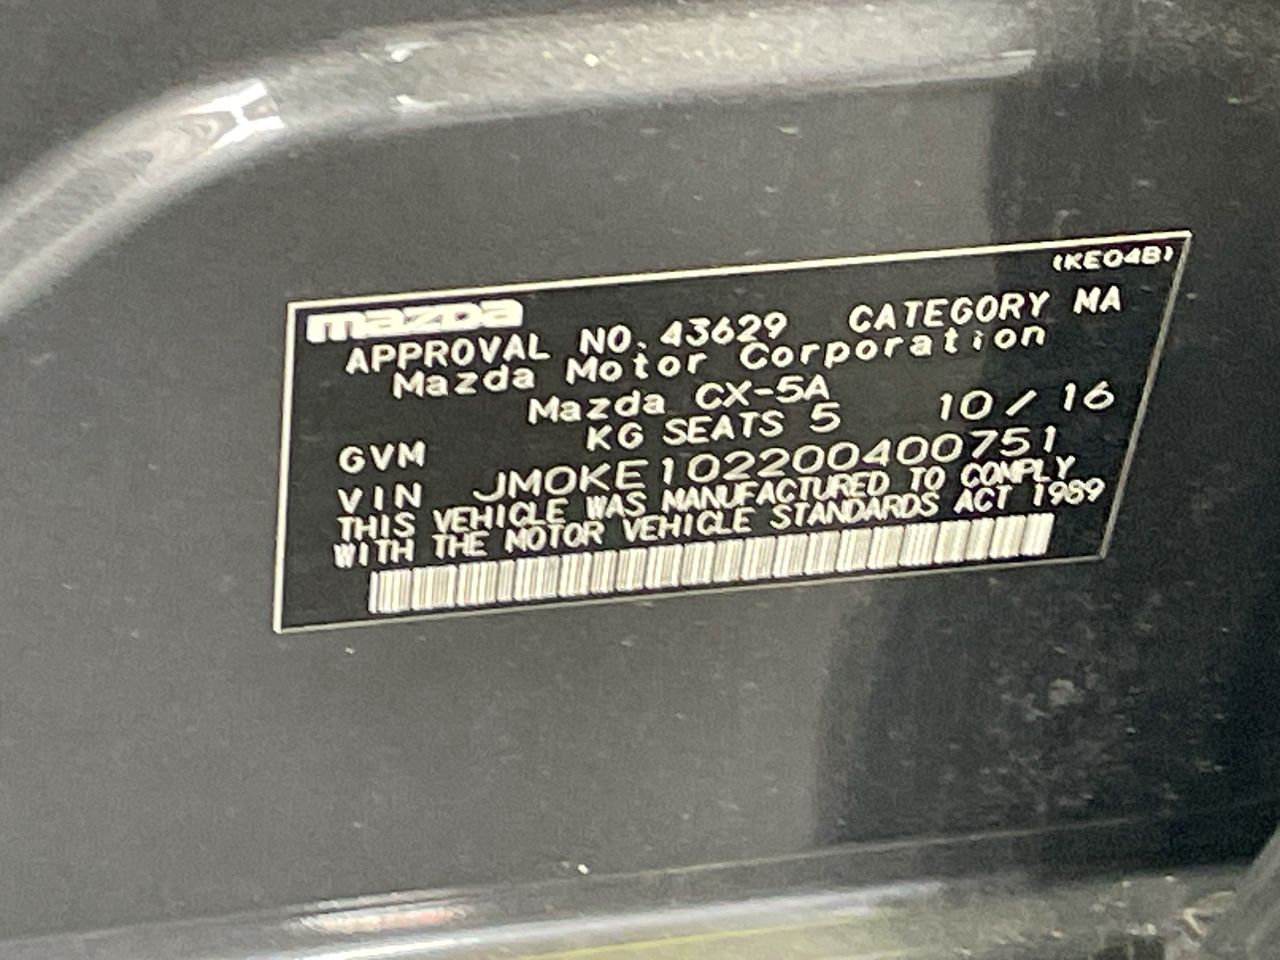 (KE04B)
mazda
APPROVAL NO. 43629 CATEGORY MA
Mazda Motor Corporation
Mazda CX-5A
GVM KG SEATS 5 10/16
VIN JM0KE102200400751
THIS VEHICLE WAS MANUFACTURED TO COMPLY
WITH THE MOTOR VEHICLE STANDARDS ACT 1989